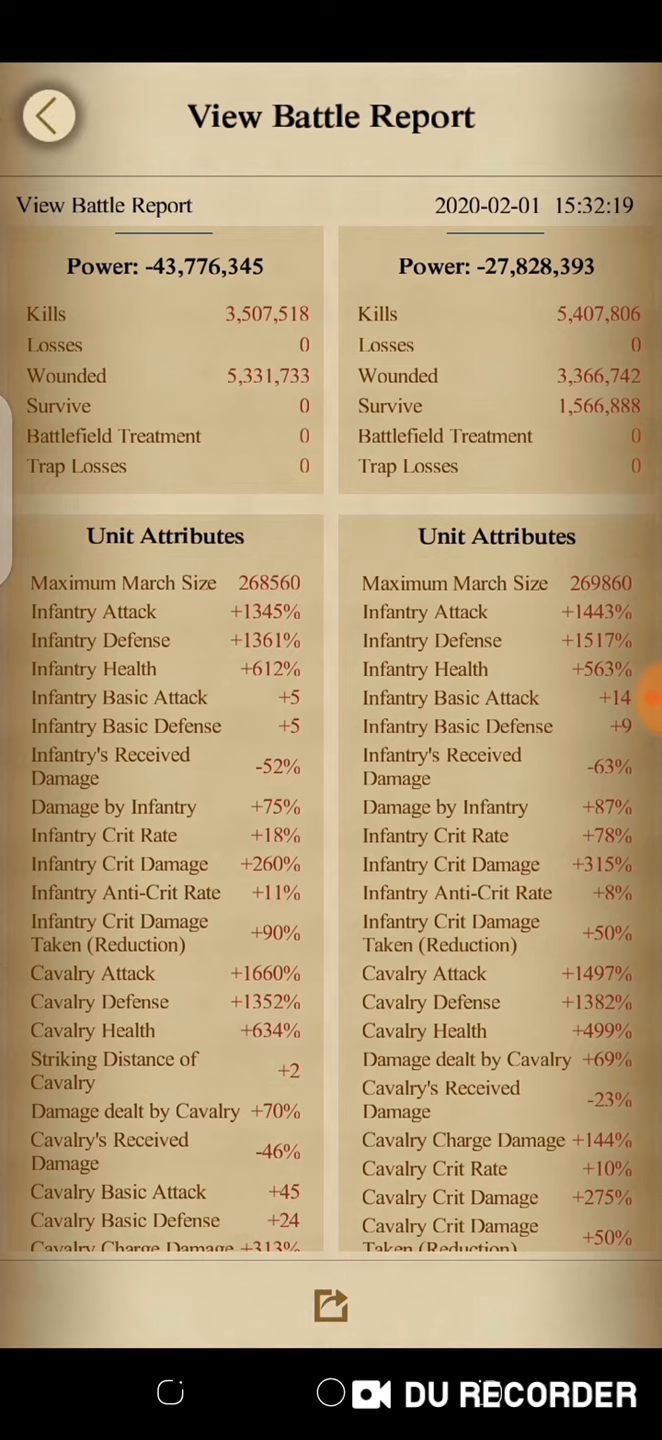 View Battle Report
View Battle Report 2020-02-01 15:32:19
Power: -43,776,345
Kills 3,507,518
Losses 0
Wounded 5,331,733
Survive 0
Battlefield Treatment 0
Trap Losses 0
Unit Attributes
Maximum March Size 268560
Infantry Attack +1345%
Infantry Defense +1361%
Infantry Health +612%
Infantry Basic Attack +5
Infantry Basic Defense +5
Infantry's Received
Damage -52%
Damage by Infantry +75%
Infantry Crit Rate +18%
Infantry Crit Damage +260%
Infantry Anti-Crit Rate +11%
Infantry Crit Damage
Taken (Reduction) +90%
Cavalry Attack +1660%
Cavalry Defense +1352%
Cavalry Health +634%
Striking Distance of
Cavalry +2
Damage dealt by Cavalry +70%
Cavalry's Received
Damage -46%
Cavalry Basic Attack +45
Cavalry Basic Defense +24
Cavalry Charge Damage +313%
Power: -27,828,393
Kills 5,407,806
Losses 0
Wounded 3,366,742
Survive 1,566,888
Battlefield Treatment 0
Trap Losses 0
Unit Attributes
Maximum March Size 269860
Infantry Attack +1443%
Infantry Defense +1517%
Infantry Health +563%
Infantry Basic Attack +14
Infantry Basic Defense +9
Infantry's Received
Damage -63%
Damage by Infantry +87%
Infantry Crit Rate +78%
Infantry Crit Damage +315%
Infantry Anti-Crit Rate +8%
Infantry Crit Damage
Taken (Reduction) +50%
Cavalry Attack +1497%
Cavalry Defense +1382%
Cavalry Health +499%
Damage dealt by Cavalry +69%
Cavalry's Received
Damage -23%
Cavalry Charge Damage +144%
Cavalry Crit Rate +10%
Cavalry Crit Damage +275%
Cavalry Crit Damage
Taken (Reduction) +50%
DU RECORDER